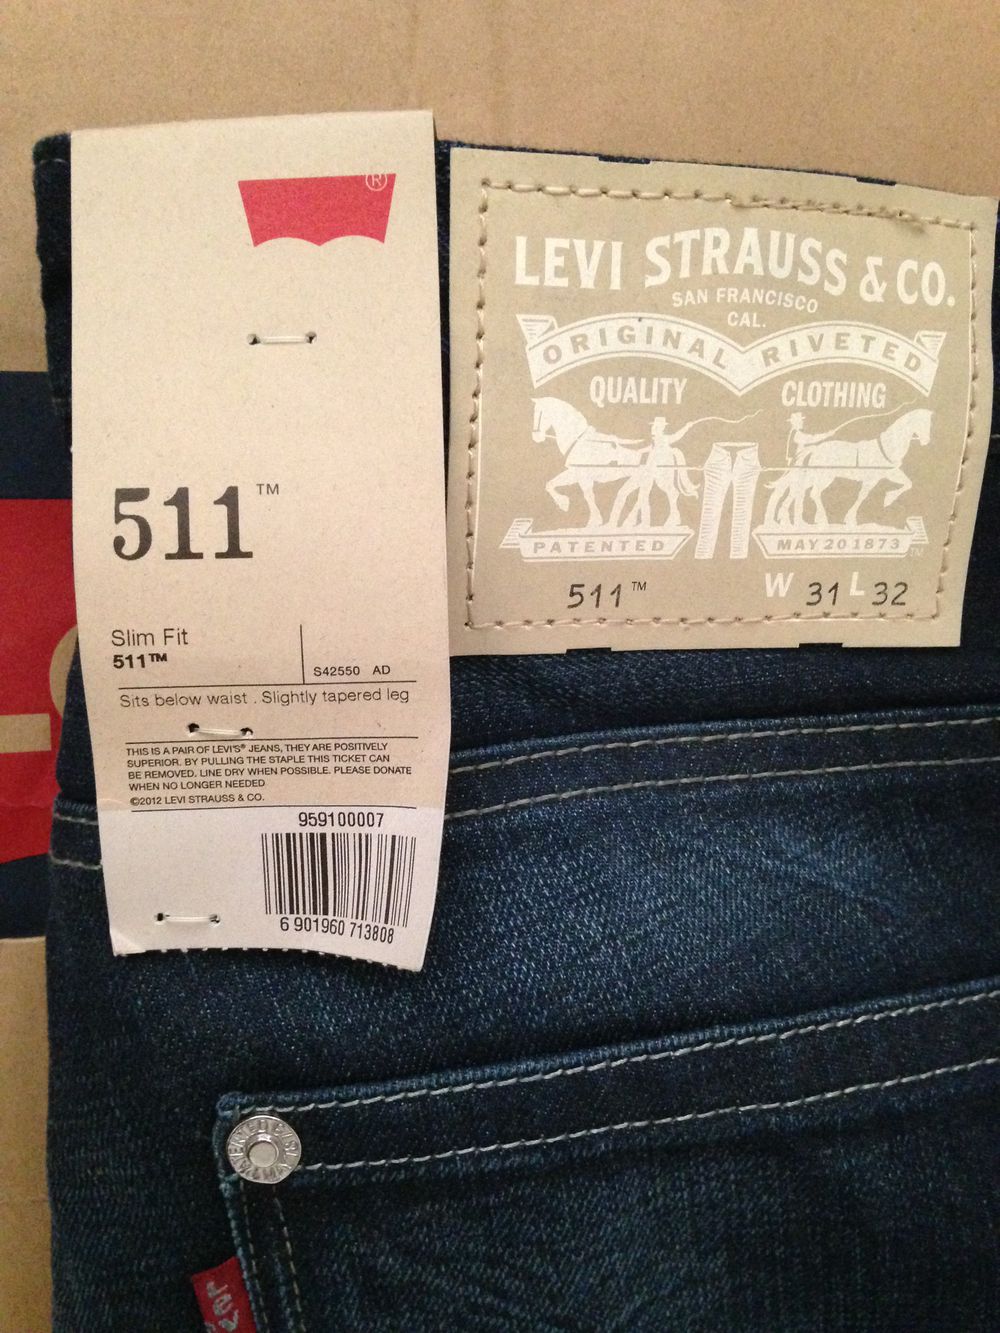 ®
511™
Slim Fit
511™
S42550 AD
Sits below waist . Slightly tapered leg
THIS IS A PAIR OF LEVI'S® JEANS, THEY ARE POSITIVELY
SUPERIOR. BY PULLING THE STAPLE THIS TICKET CAN
BE REMOVED. LINE DRY WHEN POSSIBLE. PLEASE DONATE
WHEN NO LONGER NEEDED
©2012 LEVI STRAUSS & CO.
959100007
6 901960 713808
LEVI STRAUSS & CO.
SAN FRANCISCO
CAL.
ORIGINAL RIVETED
QUALITY CLOTHING
PATENTED MAY 20 1873 ™
511™ W 31 L 32